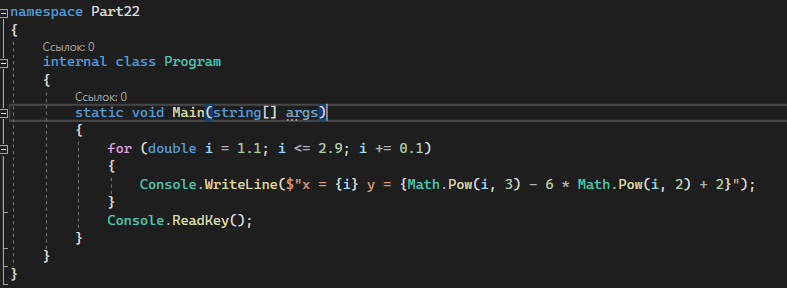 namespace Part22
{
Ссылок: 0
internal class Program
{
Ссылок: 0
static void Main(string[] args)
{
for (double i = 1.1; i <= 2.9; i += 0.1)
{
Console.WriteLine($"x = {i} y = {Math.Pow(i, 3) - 6 * Math.Pow(i, 2) + 2}");
}
Console.ReadKey();
}
}
}